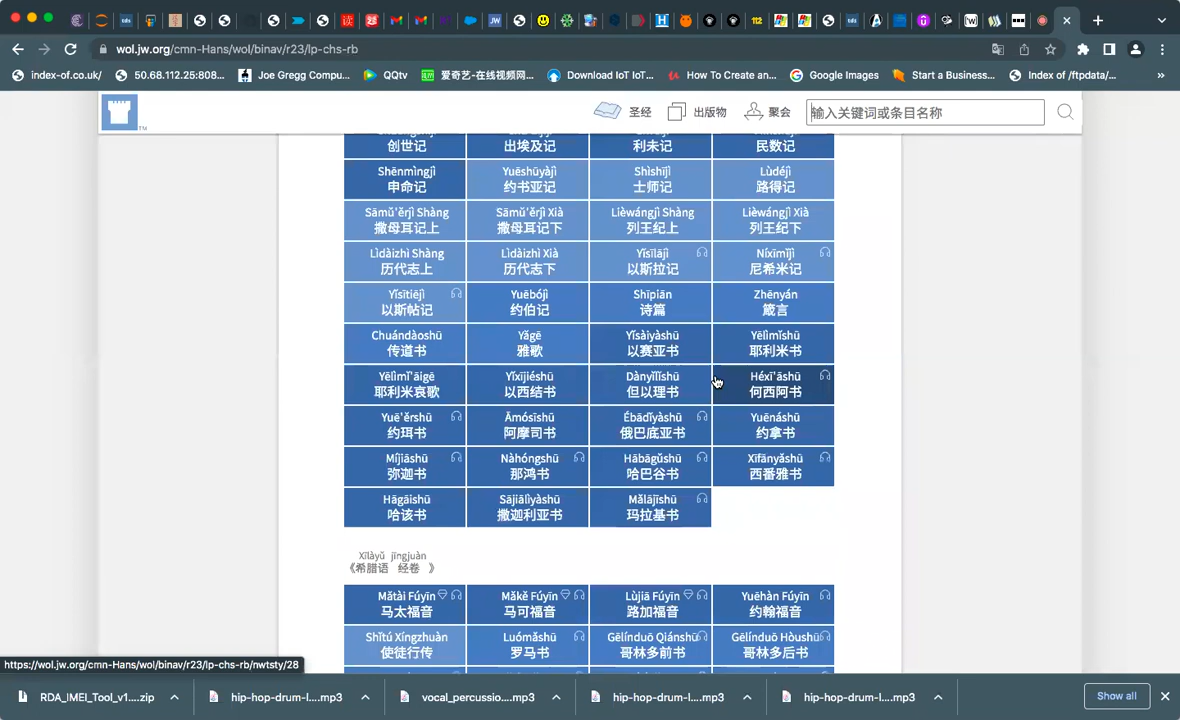 wol.jw.org/cmn-Hans/wol/binav/r23/lp-chs-rb
index-of.co.uk/
50.68.112.25:808...
Joe Gregg Compu...
QQtv
爱奇艺-在线视频网...
Download IoT IoT...
How To Create an...
Google Images
Start a Business...
Index of /ftpdata/...
»
圣经
出版物
聚会
输入关键词或条目名称
TM
创世记
出埃及记
利未记
民数记
Shēnmìngjì
申命记
Yuēshūyàjì
约书亚记
Shìshījì
士师记
Lùdéjì
路得记
Sāmǔ'ěrjì Shàng
撒母耳记上
Sāmǔ'ěrjì Xià
撒母耳记下
Lièwángjì Shàng
列王纪上
Lièwángjì Xià
列王纪下
Lìdàizhì Shàng
历代志上
Lìdàizhì Xià
历代志下
Yǐsīlājì
以斯拉记
Níxīmǐjì
尼希米记
Yǐsītiējì
以斯帖记
Yuēbójì
约伯记
Shīpiān
诗篇
Zhēnyán
箴言
Chuándàoshū
传道书
Yǎgē
雅歌
Yǐsàiyàshū
以赛亚书
Yēlìmǐshū
耶利米书
Yēlìmǐ'āigē
耶利米哀歌
Yǐxījiéshū
以西结书
Dànyǐlǐshū
但以理书
Héxī'āshū
何西阿书
Yuē'ěrshū
约珥书
Āmósīshū
阿摩司书
Ébādǐyàshū
俄巴底亚书
Yuēnáshū
约拿书
Míjiāshū
弥迦书
Nàhóngshū
那鸿书
Hābāgǔshū
哈巴谷书
Xīfānyǎshū
西番雅书
Hāgāishū
哈该书
Sājiālìyàshū
撒迦利亚书
Mǎlājīshū
玛拉基书
Xīlàyǔ jīngjuàn
《希腊语 经卷 》
Mǎtài Fúyīn
马太福音
Mǎkě Fúyīn
马可福音
Lùjiā Fúyīn
路加福音
Yuēhàn Fúyīn
约翰福音
Shǐtú Xíngzhuàn
使徒行传
Luómǎshū
罗马书
Gēlínduō Qiánshū
哥林多前书
Gēlínduō Hòushū
哥林多后书
https://wol.jw.org/cmn-Hans/wol/binav/r23/lp-chs-rb/nwtsty/28
RDA_IMEI_Tool_v1....zip
hip-hop-drum-l....mp3
vocal_percussio....mp3
hip-hop-drum-l....mp3
hip-hop-drum-l....mp3
Show all